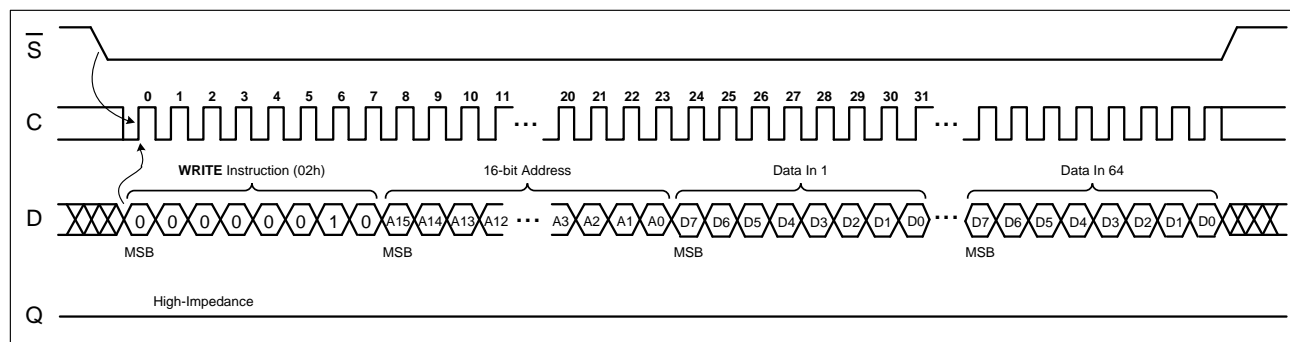 S
0 1 2 3 4 5 6 7 8 9 10 11 20 21 22 23 24 25 26 27 28 29 30 31
C ... ...
WRITE Instruction (02h) 16-bit Address Data In 1 Data In 64
D 0 0 0 0 0 0 1 0 A15 A14 A13 A12 ... A3 A2 A1 A0 D7 D6 D5 D4 D3 D2 D1 D0 ... D7 D6 D5 D4 D3 D2 D1 D0
MSB MSB MSB MSB
High-Impedance
Q